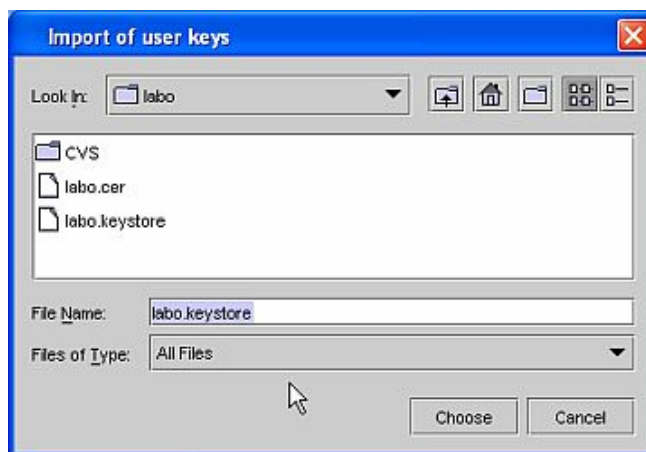 Import of user keys
Look In: labo
CVS
labo.cer
labo.keystore
File Name: labo.keystore
Files of Type: All Files
Choose Cancel